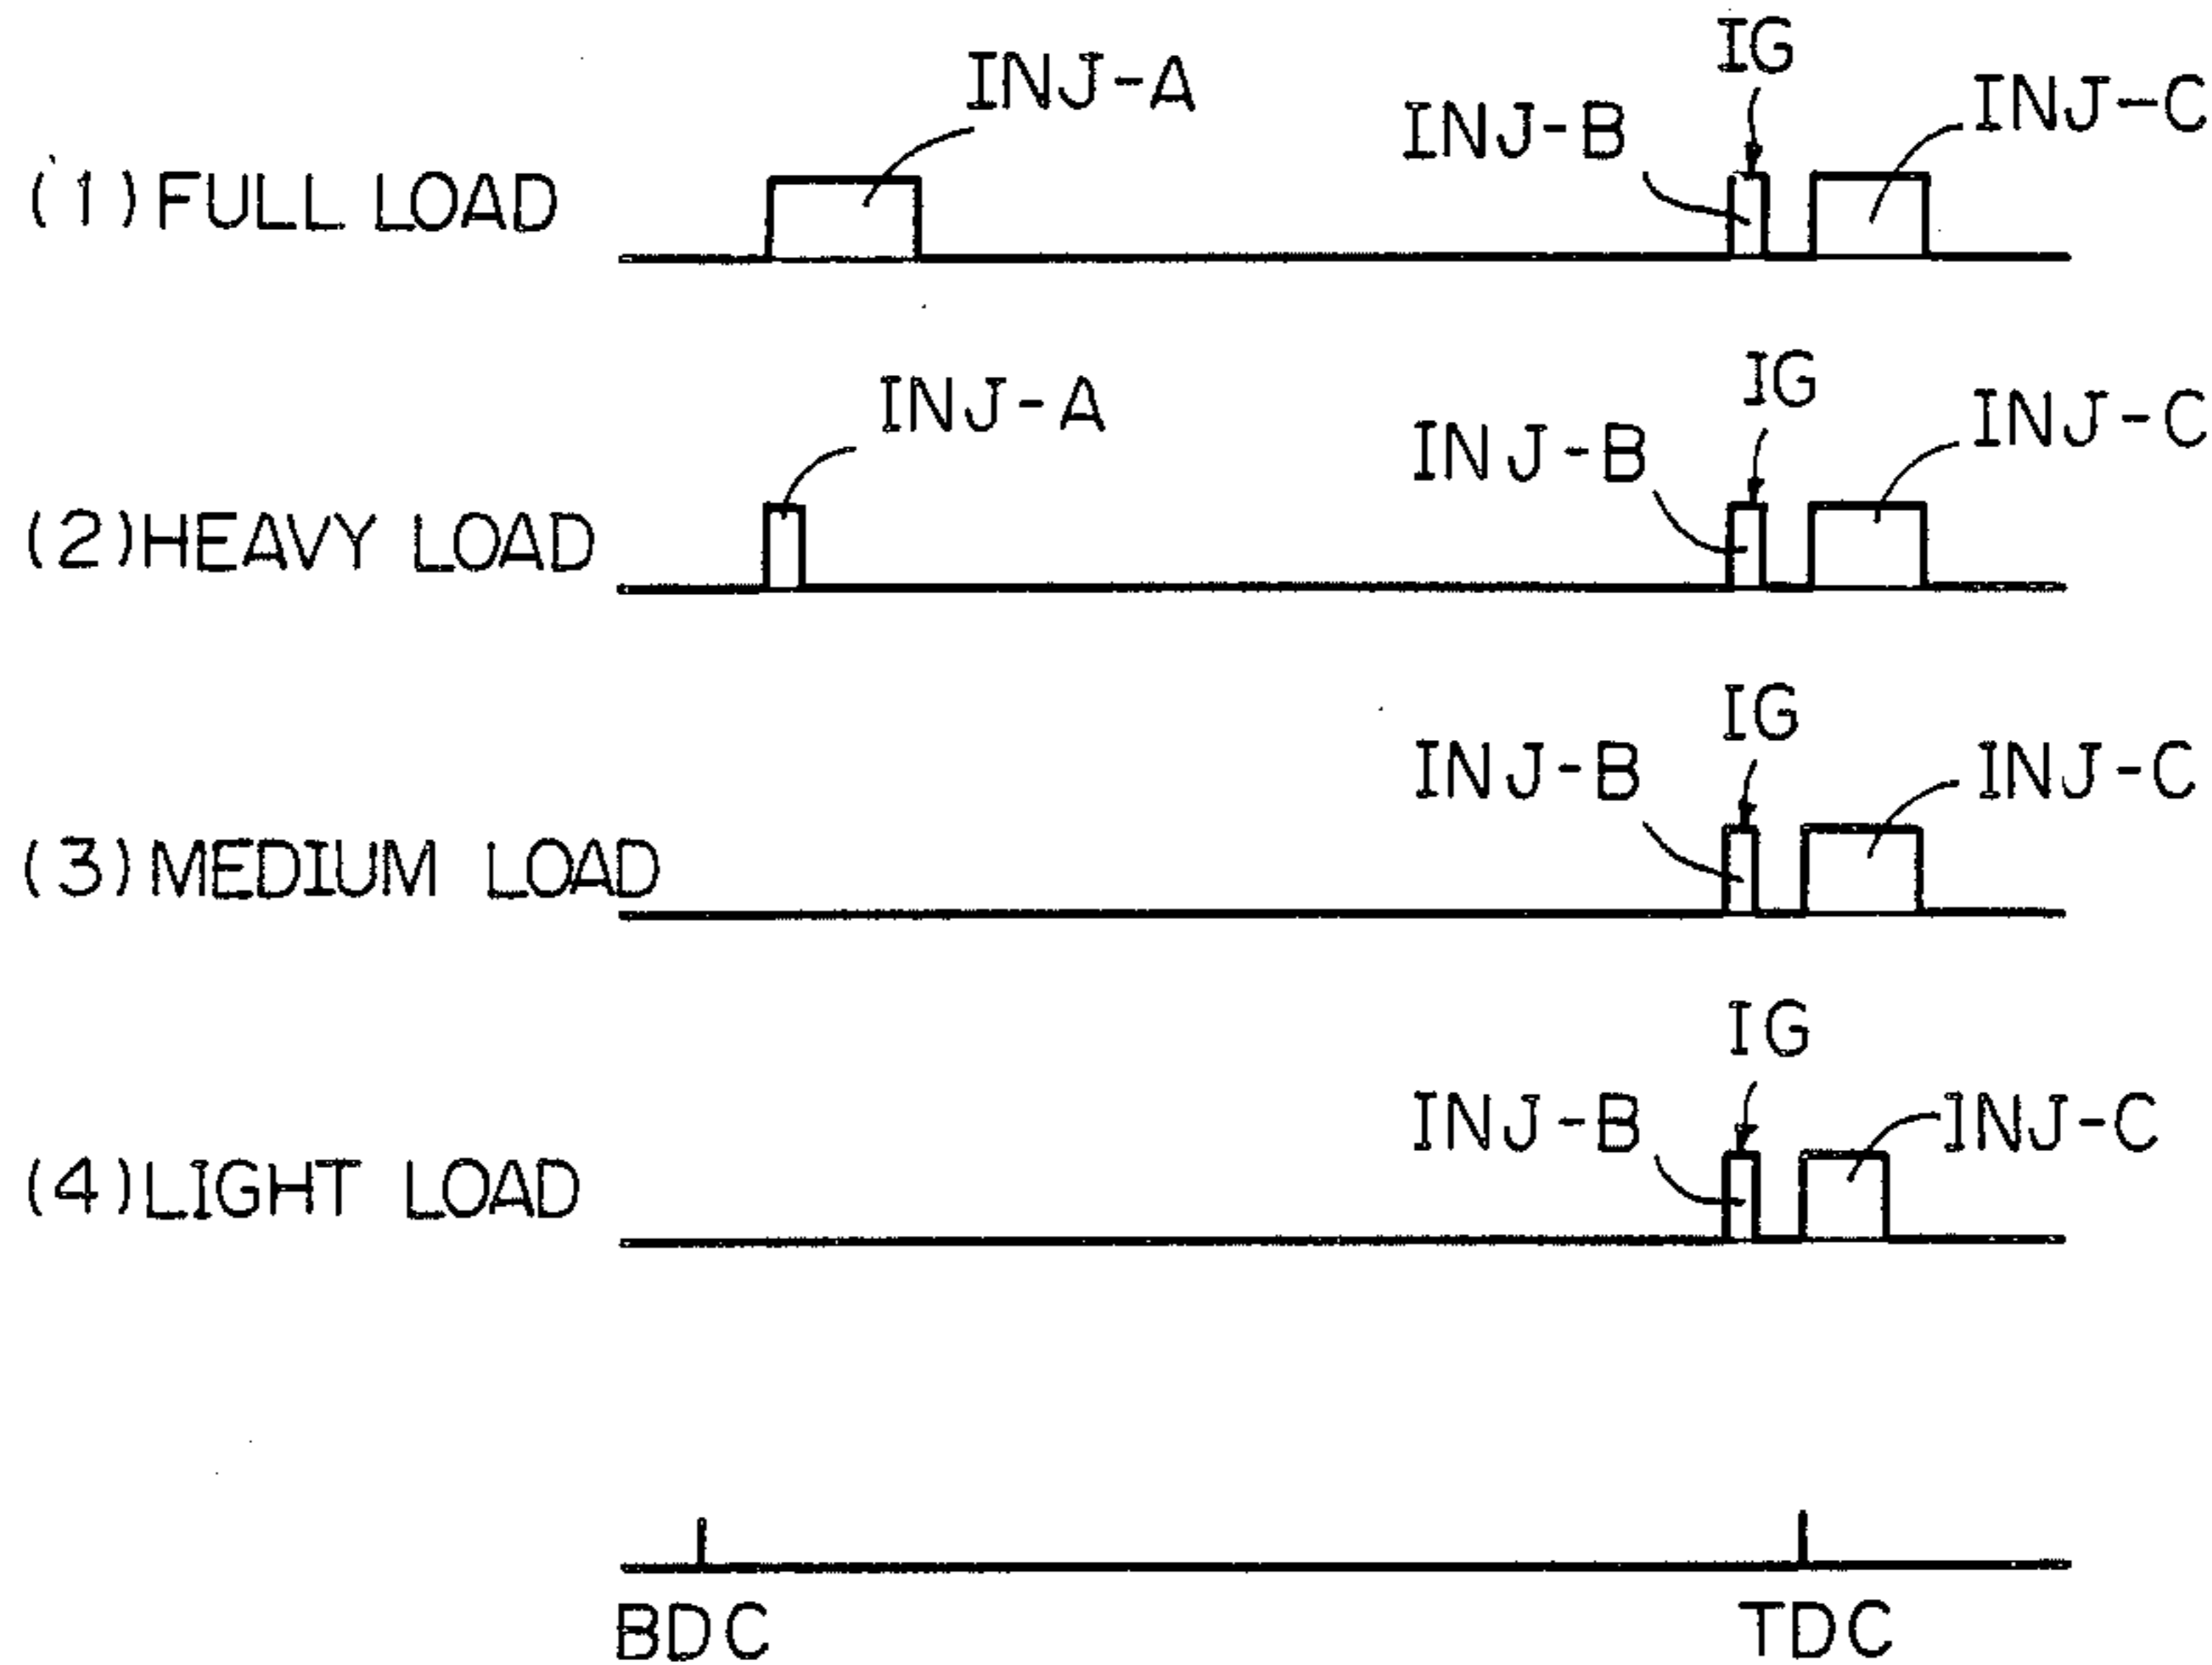 IG
INJ-A
INJ-B
INJ-C
(1) FULL LOAD
IG
INJ-A
INJ-B
INJ-C
(2) HEAVY LOAD
IG
INJ-B
INJ-C
(3) MEDIUM LOAD
IG
INJ-B
INJ-C
(4) LIGHT LOAD
BDC
TDC